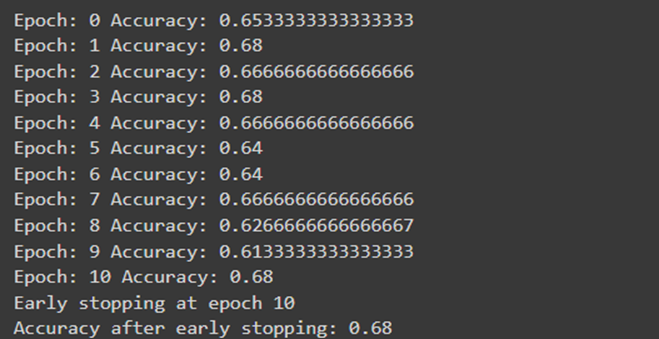 Epoch: 0 Accuracy: 0.6533333333333333
Epoch: 1 Accuracy: 0.68
Epoch: 2 Accuracy: 0.6666666666666666
Epoch: 3 Accuracy: 0.68
Epoch: 4 Accuracy: 0.6666666666666666
Epoch: 5 Accuracy: 0.64
Epoch: 6 Accuracy: 0.64
Epoch: 7 Accuracy: 0.6666666666666666
Epoch: 8 Accuracy: 0.6266666666666667
Epoch: 9 Accuracy: 0.6133333333333333
Epoch: 10 Accuracy: 0.68
Early stopping at epoch 10
Accuracy after early stopping: 0.68